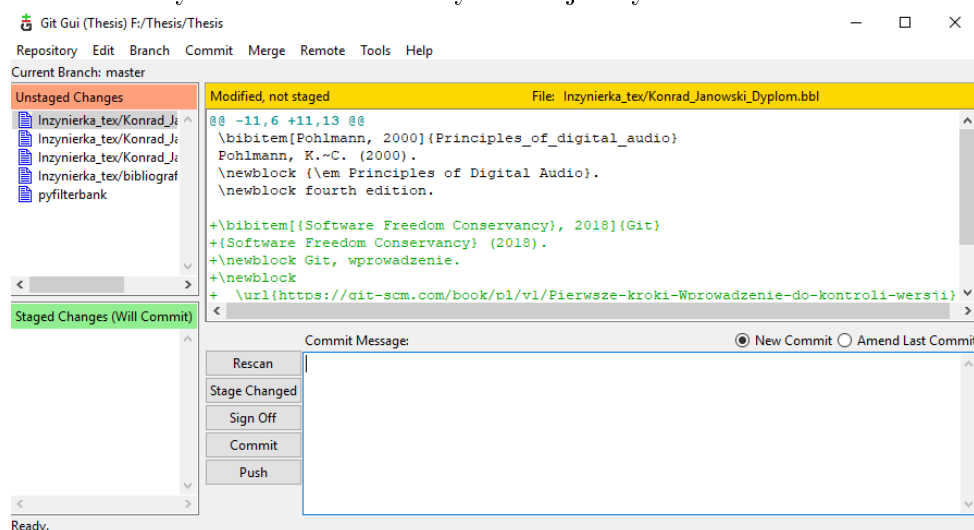 Git Gui (Thesis) F:/Thesis/Thesis
Repository Edit Branch Commit Merge Remote Tools Help
Current Branch: master
Unstaged Changes
Inzynierka_tex/Konrad_Ja
Inzynierka_tex/Konrad_Ja
Inzynierka_tex/Konrad_Ja
Inzynierka_tex/bibliograf
pyfilterbank
Staged Changes (Will Commit)
Modified, not staged File: Inzynierka_tex/Konrad_Janowski_Dyplom.bbl
@@ -11,6 +11,13 @@
\bibitem[Pohlmann, 2000]{Principles_of_digital_audio}
Pohlmann, K.~C. (2000).
\newblock {\em Principles of Digital Audio}.
\newblock fourth edition.
+\bibitem[{Software Freedom Conservancy}, 2018]{Git}
+{Software Freedom Conservancy} (2018).
+\newblock Git, wprowadzenie.
+\newblock
+ \url{https://git-scm.com/book/pl/v1/Pierwsze-kroki-Wprowadzenie-do-kontroli-wersji}
Commit Message: New Commit Amend Last Commit
Rescan
Stage Changed
Sign Off
Commit
Push
Ready.